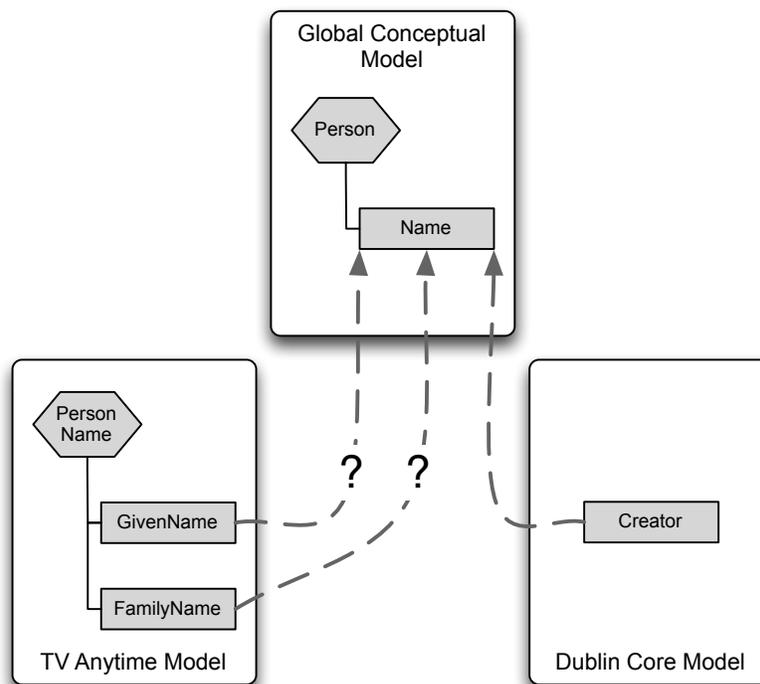 Global Conceptual
Model
Person
Name
Person
Name
GivenName
FamilyName
TV Anytime Model
?
?
Creator
Dublin Core Model